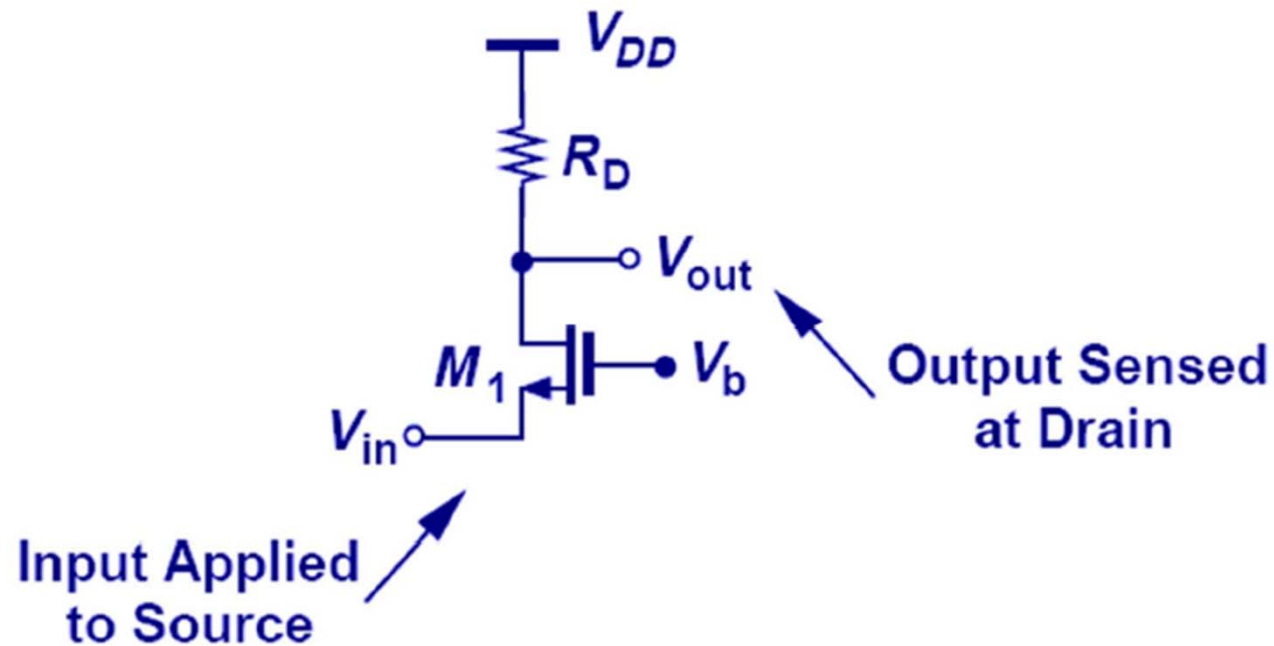 VDD
RD
Vout
M1
Vb
Output Sensed
at Drain
Vin
Input Applied
to Source